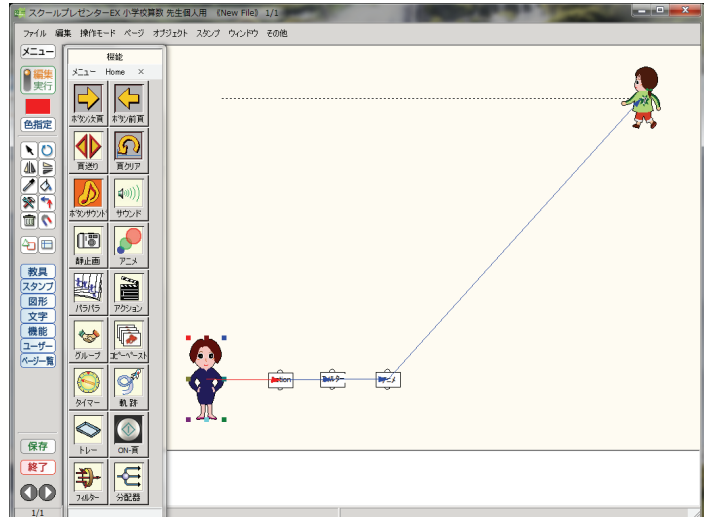 スクールプレゼンターEX 小学校算数 先生個人用 《New File》 1/1
ファイル 編集 操作モード ページ オブジェクト スタンプ ウィンドウ その他
メニュー
編集
実行
色指定
教具
スタンプ
図形
文字
機能
ユーザー
ページ一覧
保存
終了
1/1
機能
メニュー Home ×
ボタン次頁 ボタン前頁
頁送り 頁クリア
ボタンサウンド サウンド
静止画 アニメ
パラパラ アクション
グループ コピーペースト
タイマー 軌跡
トレー ON-頁
フィルター 分配器
Action フィルター アニメ